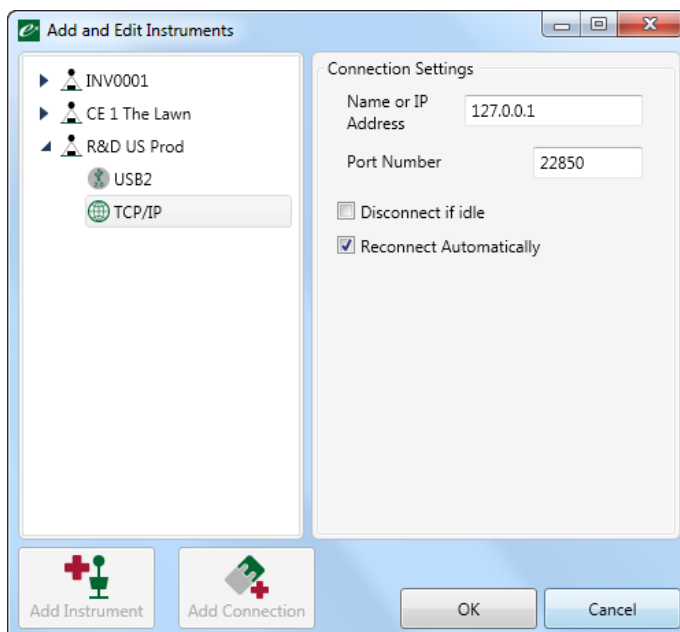 Add and Edit Instruments
INV0001
CE 1 The Lawn
R&D US Prod
USB2
TCP/IP
Connection Settings
Name or IP
Address
127.0.0.1
Port Number
22850
Disconnect if idle
Reconnect Automatically
Add Instrument
Add Connection
OK
Cancel